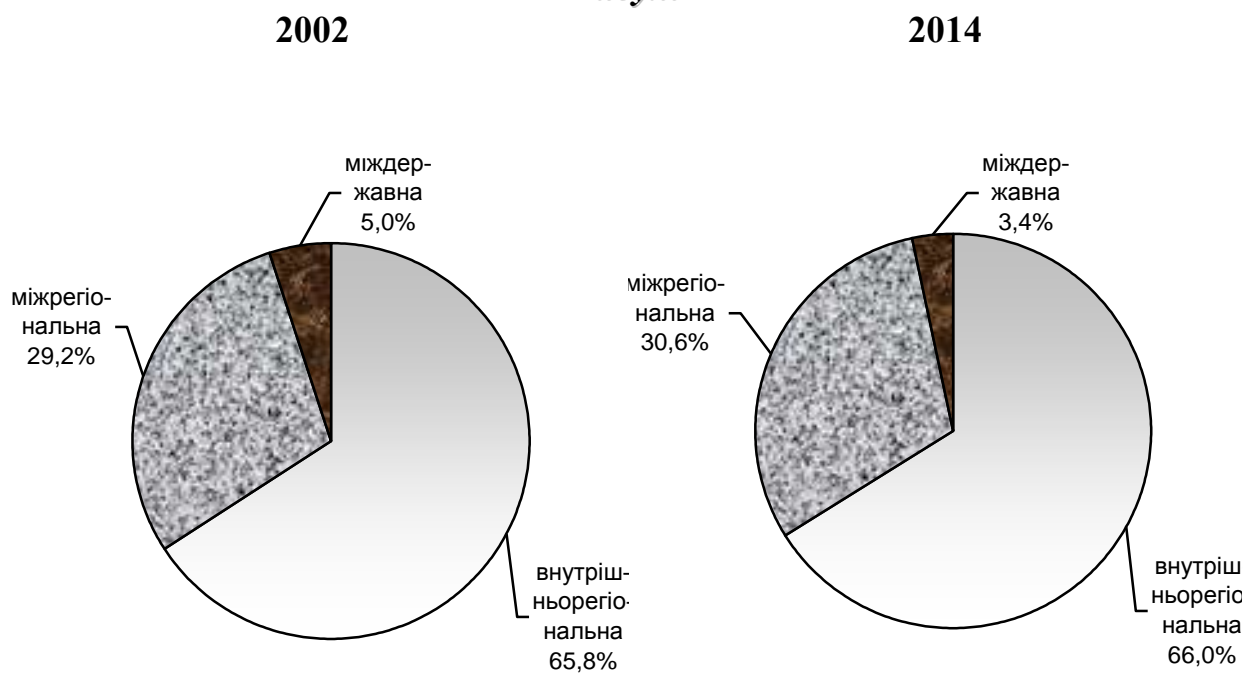 2002
2014
міждер-
жавна
5,0%
міжрегіо-
нальна
29,2%
внутріш-
ньорегіо-
нальна
65,8%
міждер-
жавна
3,4%
міжрегіо-
нальна
30,6%
внутріш
ньорегіо
нальна
66,0%